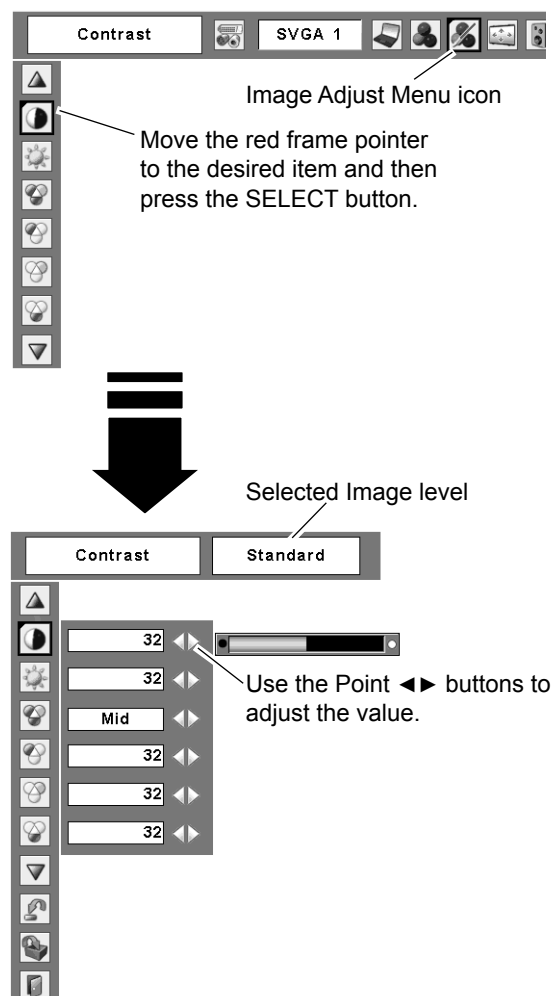 Contrast SVGA 1
Image Adjust Menu icon
Move the red frame pointer
to the desired item and then
press the SELECT button.
Selected Image level
Contrast Standard
32
32
Use the Point ◄► buttons to
adjust the value.
Mid
32
32
32